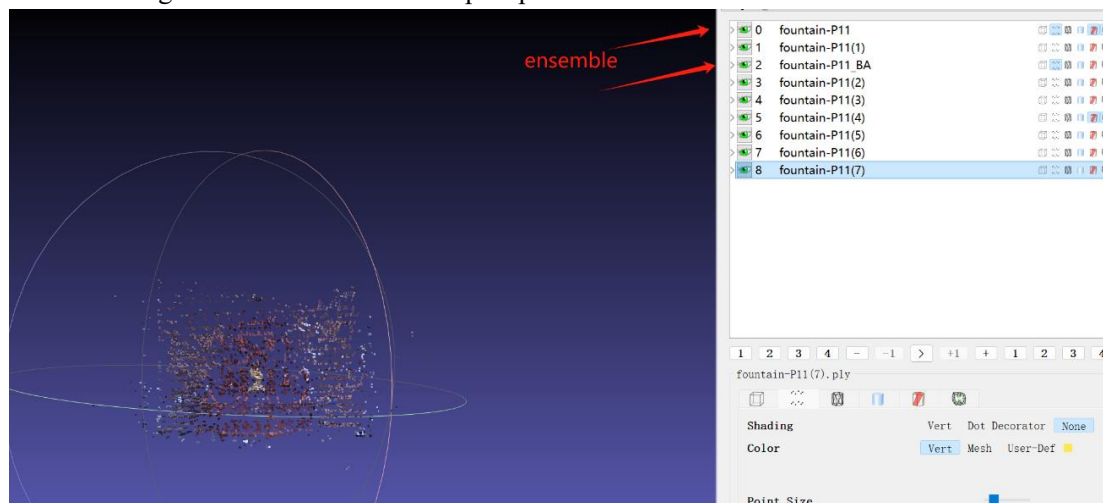 ensemble
0 fountain-P11
1 fountain-P11(1)
2 fountain-P11_BA
3 fountain-P11(2)
4 fountain-P11(3)
5 fountain-P11(4)
6 fountain-P11(5)
7 fountain-P11(6)
8 fountain-P11(7)
1 2 3 4 - -1 > +1 + 1 2 3 4
fountain-P11(7).ply
Shading Vert Dot Decorator None
Color Vert Mesh User-Def
Point Size